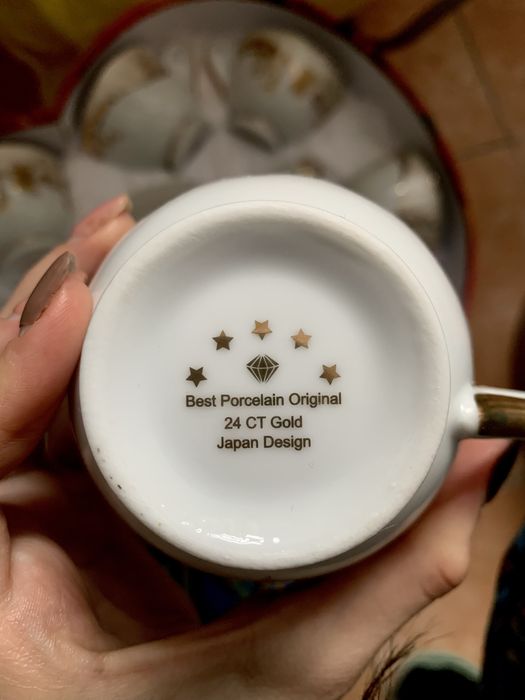 Best Porcelain Original
24 CT Gold
Japan Design